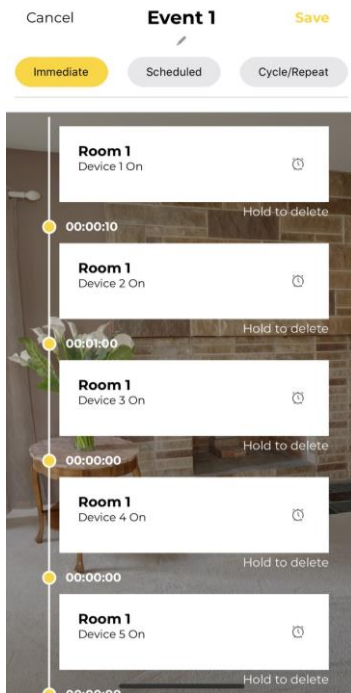 Cancel Event 1 Save
Immediate Scheduled Cycle/Repeat
Room 1
Device 1 On
Hold to delete
00:00:10
Room 1
Device 2 On
Hold to delete
00:01:00
Room 1
Device 3 On
Hold to delete
00:00:00
Room 1
Device 4 On
Hold to delete
00:00:00
Room 1
Device 5 On
Hold to delete
00:00:00